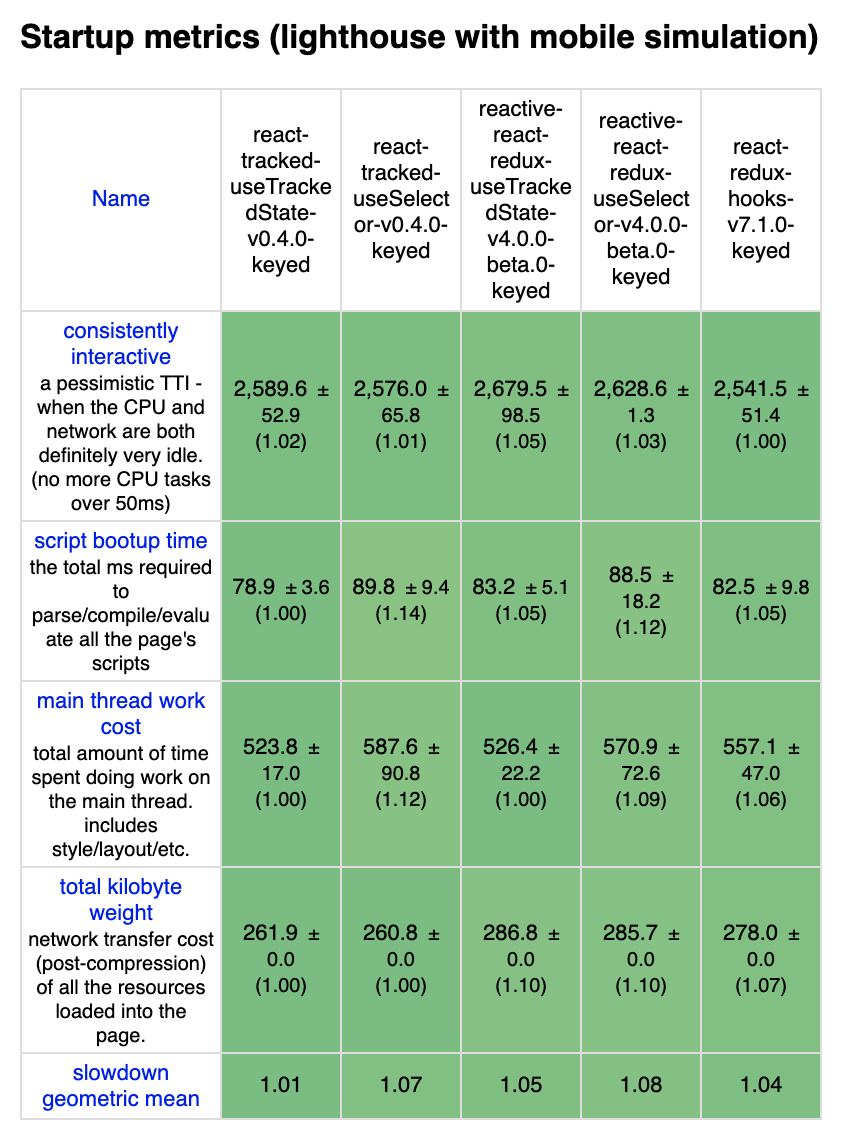 Startup metrics (lighthouse with mobile simulation)
Name
react-
tracked-
useTracke
dState-
v0.4.0-
keyed
react-
tracked-
useSelect
or-v0.4.0-
keyed
reactive-
react-
redux-
useTracke
dState-
v4.0.0-
beta.0-
keyed
reactive-
react-
redux-
useSelect
or-v4.0.0-
beta.0-
keyed
react-
redux-
hooks-
v7.1.0-
keyed
consistently
interactive
a pessimistic TTI -
when the CPU and
network are both
definitely very idle.
(no more CPU tasks
over 50ms)
2,589.6 ±
52.9
(1.02)
2,576.0 ±
65.8
(1.01)
2,679.5 ±
98.5
(1.05)
2,628.6 ±
1.3
(1.03)
2,541.5 ±
51.4
(1.00)
script bootup time
the total ms required
to
parse/compile/evalu
ate all the page's
scripts
78.9 ± 3.6
(1.00)
89.8 ± 9.4
(1.14)
83.2 ± 5.1
(1.05)
88.5 ±
18.2
(1.12)
82.5 ± 9.8
(1.05)
main thread work
cost
total amount of time
spent doing work on
the main thread.
includes
style/layout/etc.
523.8 ±
17.0
(1.00)
587.6 ±
90.8
(1.12)
526.4 ±
22.2
(1.00)
570.9 ±
72.6
(1.09)
557.1 ±
47.0
(1.06)
total kilobyte
weight
network transfer cost
(post-compression)
of all the resources
loaded into the
page.
261.9 ±
0.0
(1.00)
260.8 ±
0.0
(1.00)
286.8 ±
0.0
(1.10)
285.7 ±
0.0
(1.10)
278.0 ±
0.0
(1.07)
slowdown
geometric mean
1.01
1.07
1.05
1.08
1.04